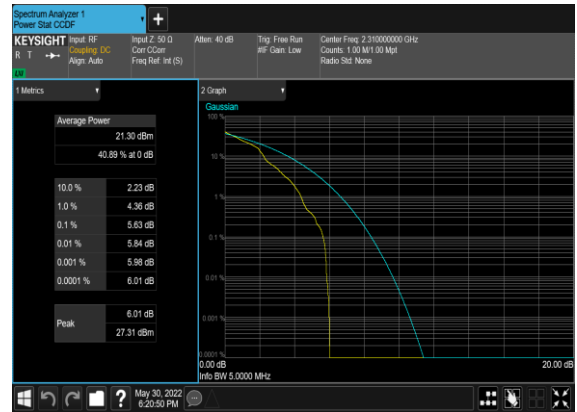 Spectrum Analyzer 1
Power Stat CCDF
KEYSIGHT
R T
LXI
Input: RF
Coupling: DC
Align: Auto
Input Z: 50 Ω
Corr CCorr
Freq Ref: Int (S)
Atten: 40 dB
Trig: Free Run
#IF Gain: Low
Center Freq: 2.310000000 GHz
Counts: 1.00 M/1.00 Mpt
Radio Std: None
1 Metrics
Average Power
21.30 dBm
40.89 % at 0 dB
10.0 % 2.23 dB
1.0 % 4.36 dB
0.1 % 5.63 dB
0.01 % 5.84 dB
0.001 % 5.98 dB
0.0001 % 6.01 dB
Peak
6.01 dB
27.31 dBm
2 Graph
Gaussian
100 %
10 %
1 %
0.1 %
0.01 %
0.001 %
0.0001 %
0.00 dB
20.00 dB
Info BW 5.0000 MHz
?
May 30, 2022
6:20:50 PM